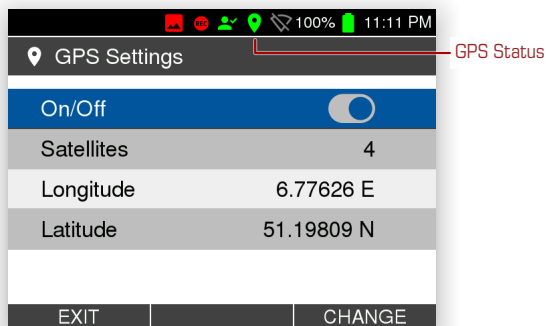 REC 100% 11:11 PM
GPS Settings
GPS Status
On/Off
Satellites 4
Longitude 6.77626 E
Latitude 51.19809 N
EXIT CHANGE